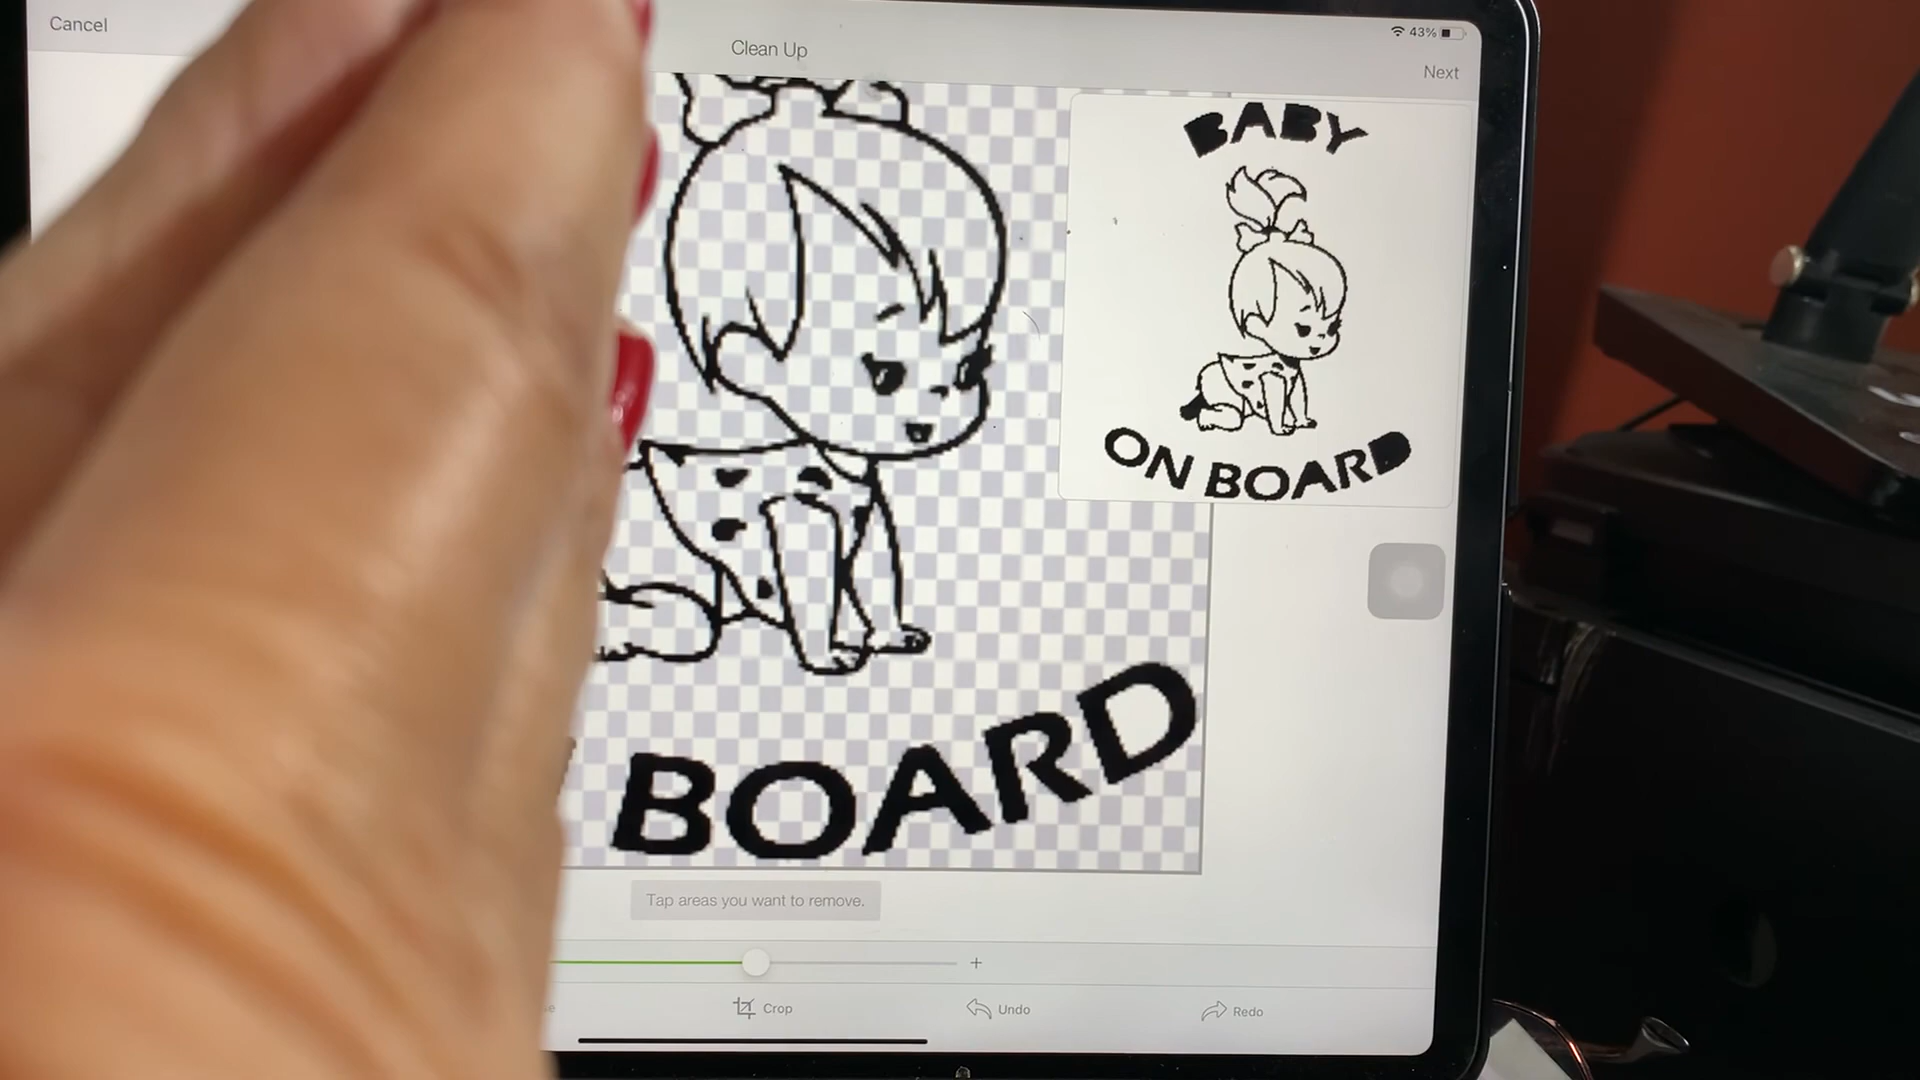 Cancel
43%
Clean Up
Next
BABY
ON BOARD
BOARD
Tap areas you want to remove.
+
Crop
Undo
Redo